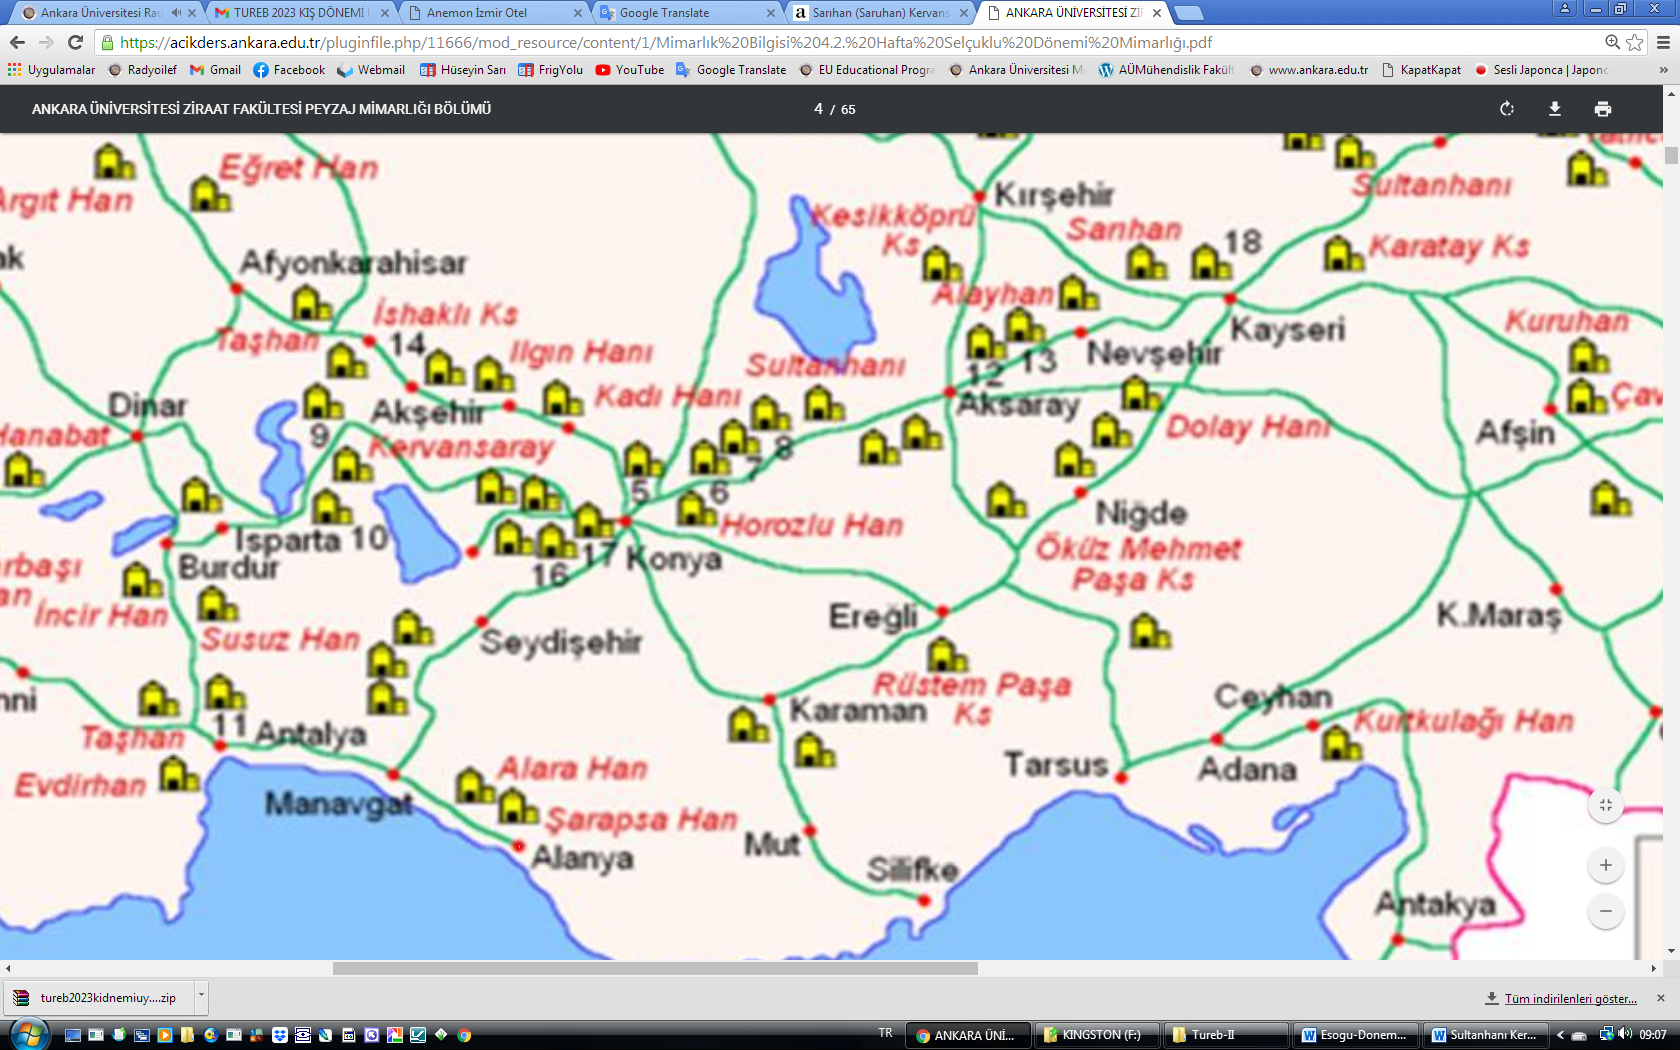 Ankara Üniversitesi Rad
TUREB 2023 KIŞ DÖNEMİ U
Anemon İzmir Otel
Google Translate
Sarıhan (Saruhan) Kervans
ANKARA ÜNİVERSİTESİ ZİR
https://acikders.ankara.edu.tr/pluginfile.php/11666/mod_resource/content/1/Mimarlık%20Bilgisi%204.2.%20Hafta%20Selçuklu%20Dönemi%20Mimarlığı.pdf
Uygulamalar
Radyoilef
Gmail
Facebook
Webmail
Hüseyin Sarı
FrigYolu
YouTube
Google Translate
EU Educational Progra
Ankara Üniversitesi M
AÜMühendislik Fakült
www.ankara.edu.tr
KapatKapat
Sesli Japonca | Japonc
ANKARA ÜNİVERSİTESİ ZİRAAT FAKÜLTESİ PEYZAJ MİMARLIĞI BÖLÜMÜ
4 / 65
Eğret Han
Argıt Han
Kırşehir
Sultanhanı
Kesikköprü
Ks
Sarıhan
18
Karatay Ks
Afyonkarahisar
Alayhan
İshaklı Ks
Taşhan
14
Ilgın Hanı
Sultanhanı
12
13
Nevşehir
Kayseri
Kuruhan
Dinar
9
Akşehir
Kadı Hanı
Aksaray
Çav
Hanabat
Kervansaray
7
8
Dolay Hanı
Afşin
5
6
Horozlu Han
Niğde
Isparta
10
16
17
Konya
Öküz Mehmet
Paşa Ks
Burdur
rbaşı
an
İncir Han
Ereğli
K.Maraş
Susuz Han
Seydişehir
Rüstem Paşa
Ks
Ceyhan
nni
11
Antalya
Karaman
Kurtkulağı Han
Taşhan
Tarsus
Adana
Evdirhan
Alara Han
Manavgat
Şarapsa Han
Mut
Alanya
Silifke
Antakya
tureb2023kidnemiuy....zip
Tüm indirilenleri göster...
TR
ANKARA ÜNİ...
KINGSTON (F:)
Tureb-II
Esogu-Donem...
Sultanhanı Ker...
09:07